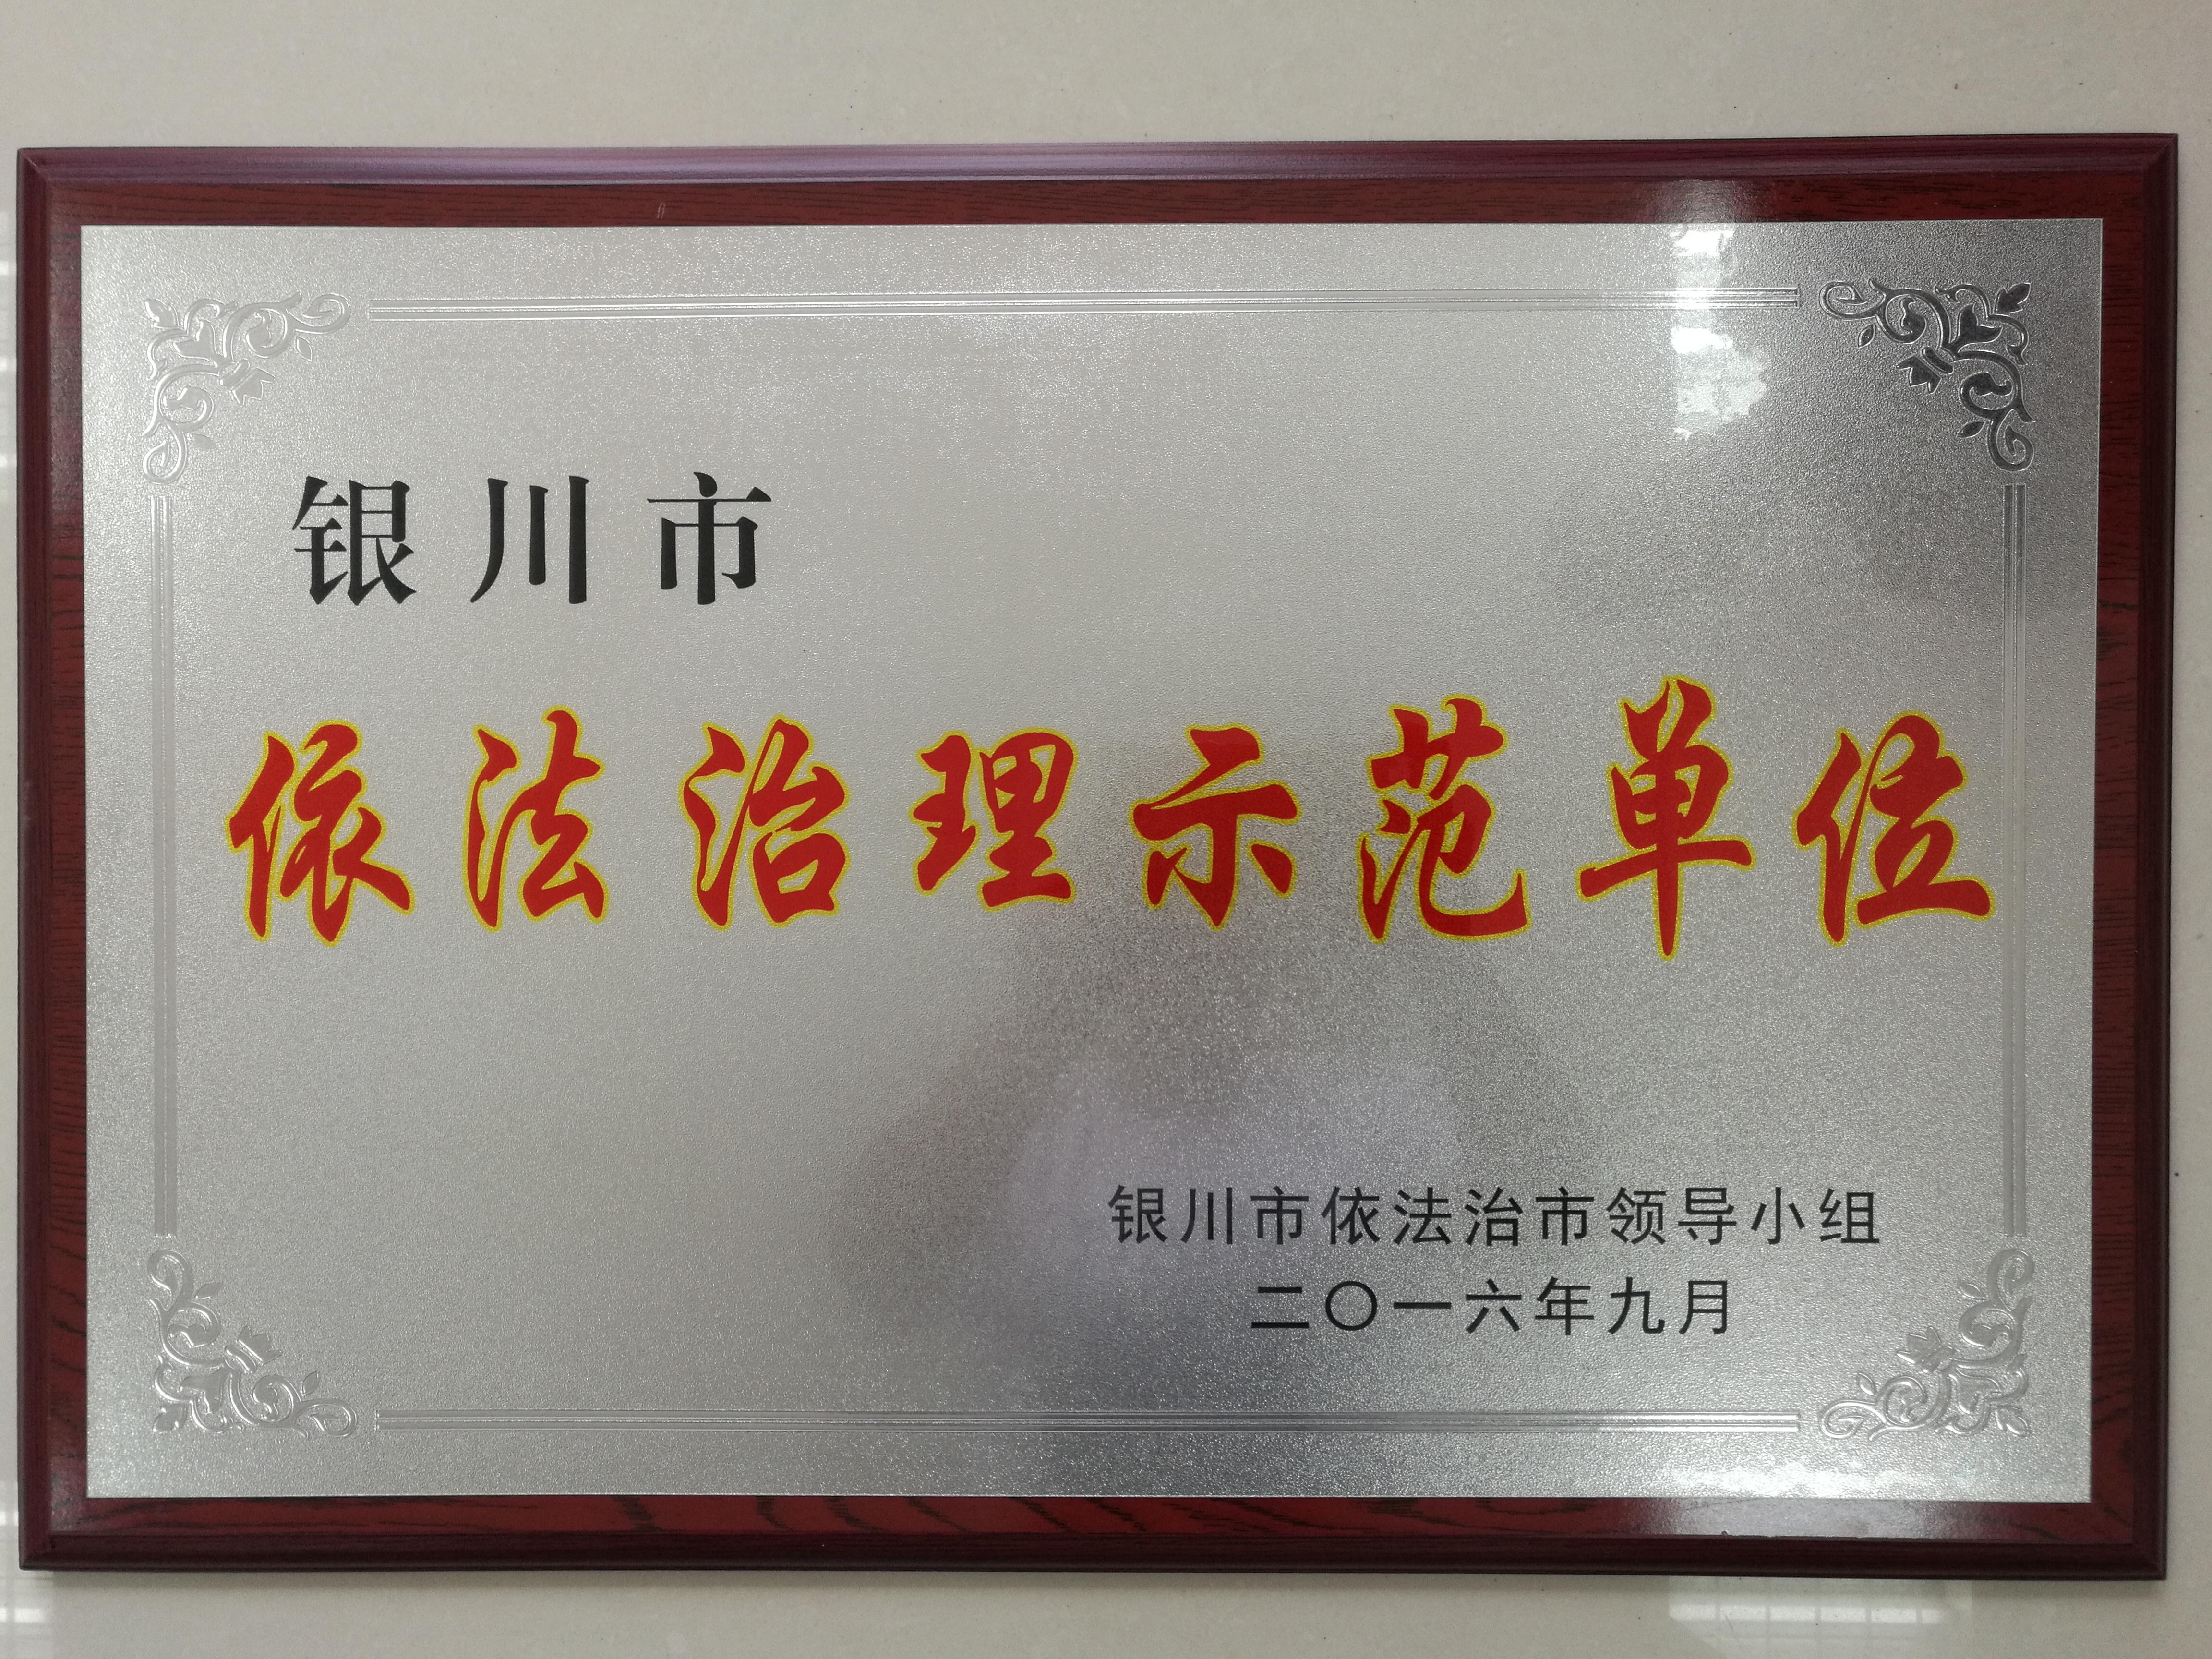 银川市
依法治理示范单位
银川市依法治市领导小组
二〇一六年九月